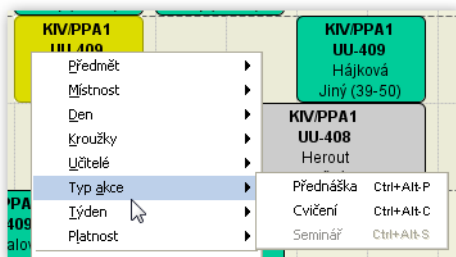 KIV/PPA1
UU-409
KIV/PPA1
UU-409
Hájková
Jiný (39-50)
KIV/PPA1
UU-408
Herout
Předmět
Místnost
Den
Kroužky
Učitelé
Typ akce
Týden
Platnost
Přednáška Ctrl+Alt-P
Cvičení Ctrl+Alt-C
Seminář Ctrl+Alt-S
409